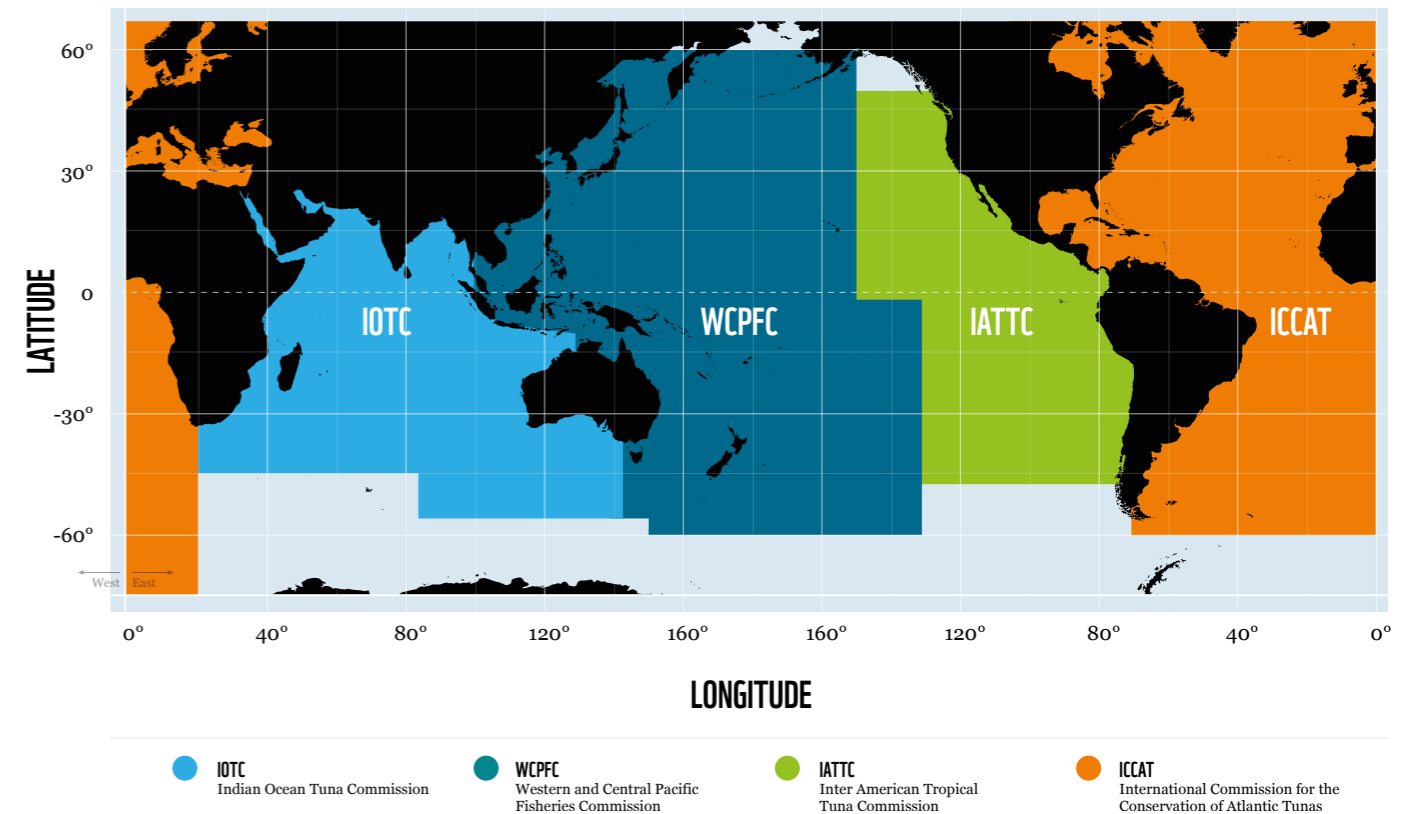 60°
30°
0
-30°
-60°
LATITUDE
IOTC
WCPFC
IATTC
ICCAT
West East
0° 40° 80° 120° 160° 160° 120° 80° 40° 0°
LONGITUDE
IOTC
Indian Ocean Tuna Commission
WCPFC
Western and Central Pacific
Fisheries Commission
IATTC
Inter American Tropical
Tuna Commission
ICCAT
International Commission for the
Conservation of Atlantic Tunas